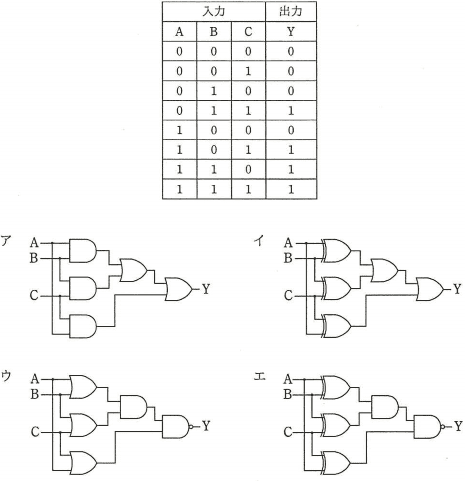 入力 出力
A B C Y
0 0 0 0
0 0 1 0
0 1 0 0
0 1 1 1
1 0 0 0
1 0 1 1
1 1 0 1
1 1 1 1
ア A B C Y
イ A B C Y
ウ A B C Y
エ A B C Y